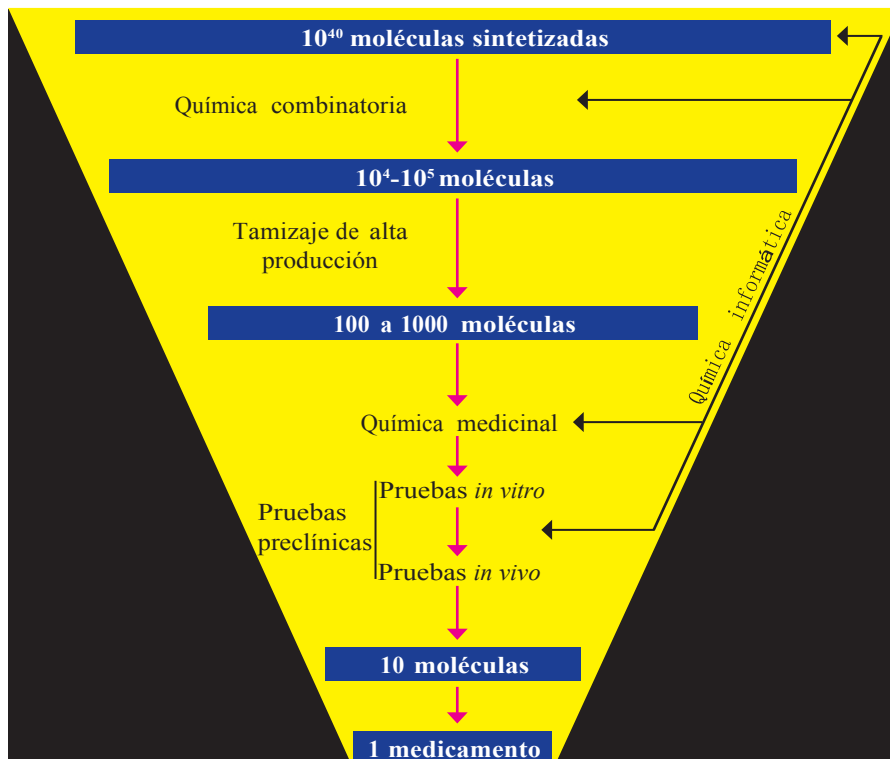 10⁴⁰ moléculas sintetizadas
Química combinatoria
10⁴-10⁵ moléculas
Tamizaje de alta
producción
Química informática
100 a 1000 moléculas
Química medicinal
Pruebas in vitro
Pruebas
preclínicas
Pruebas in vivo
10 moléculas
1 medicamento